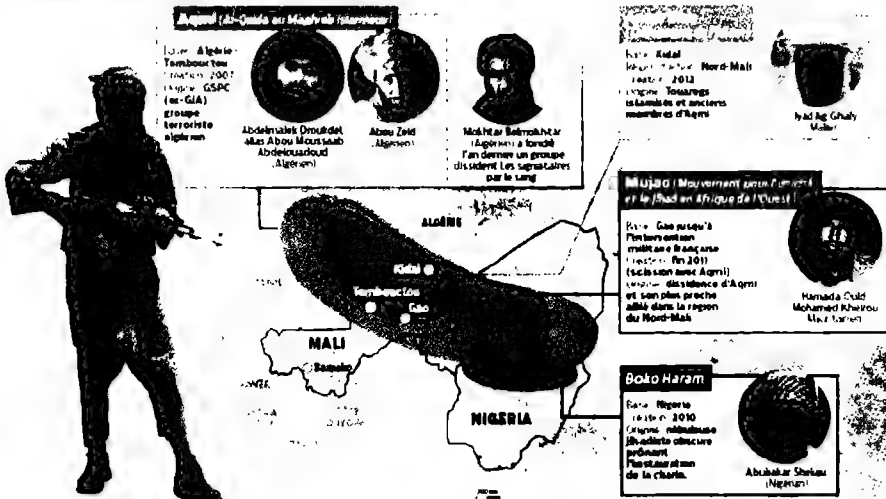 Aqmi (Al-Qaida au Maghreb islamique)
Base: Algérie
Tombouctou
Création: 2007
Origine: GSPC
(ex-GIA)
groupe
terroriste
algérien
Abdelmalek Droukdel
alias Abou Moussaab
Abdelouadoud
(Algérien)
Abou Zeid
(Algérien)
Mokhtar Belmokhtar
(Algérien) a fondé
l'an dernier un groupe
dissident Les signataires
par le sang
Base: Kidal
Nord-Mali
Création: 2012
Origine: Touaregs
islamisés et anciens
membres d'Aqmi
Iyad Ag Ghaly
Mujao (Mouvement pour l'unicité
et le jihad en Afrique de l'Ouest)
Base: Gao jusqu'à
l'intervention
militaire française
Création: fin 2011
(scission avec Aqmi)
Origine: dissidence d'Aqmi
et son plus proche
allié dans la région
du Nord-Mali
Hamada Ould
Mohamed Kheirou
Boko Haram
Base: Nigeria
Création: 2010
Origine: nébuleuse
jihadiste obscure
prônant
l'instauration
de la charia.
Abubakar Shekau
(Nigérian)
ALGÉRIE
Kidal
Tombouctou
Gao
MALI
Bamako
NIGERIA